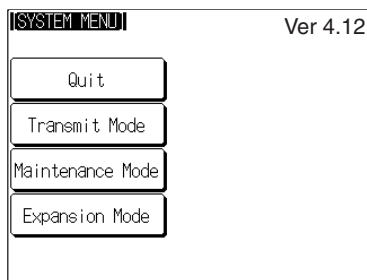 [SYSTEM MENU]
Ver 4.12
Quit
Transmit Mode
Maintenance Mode
Expansion Mode